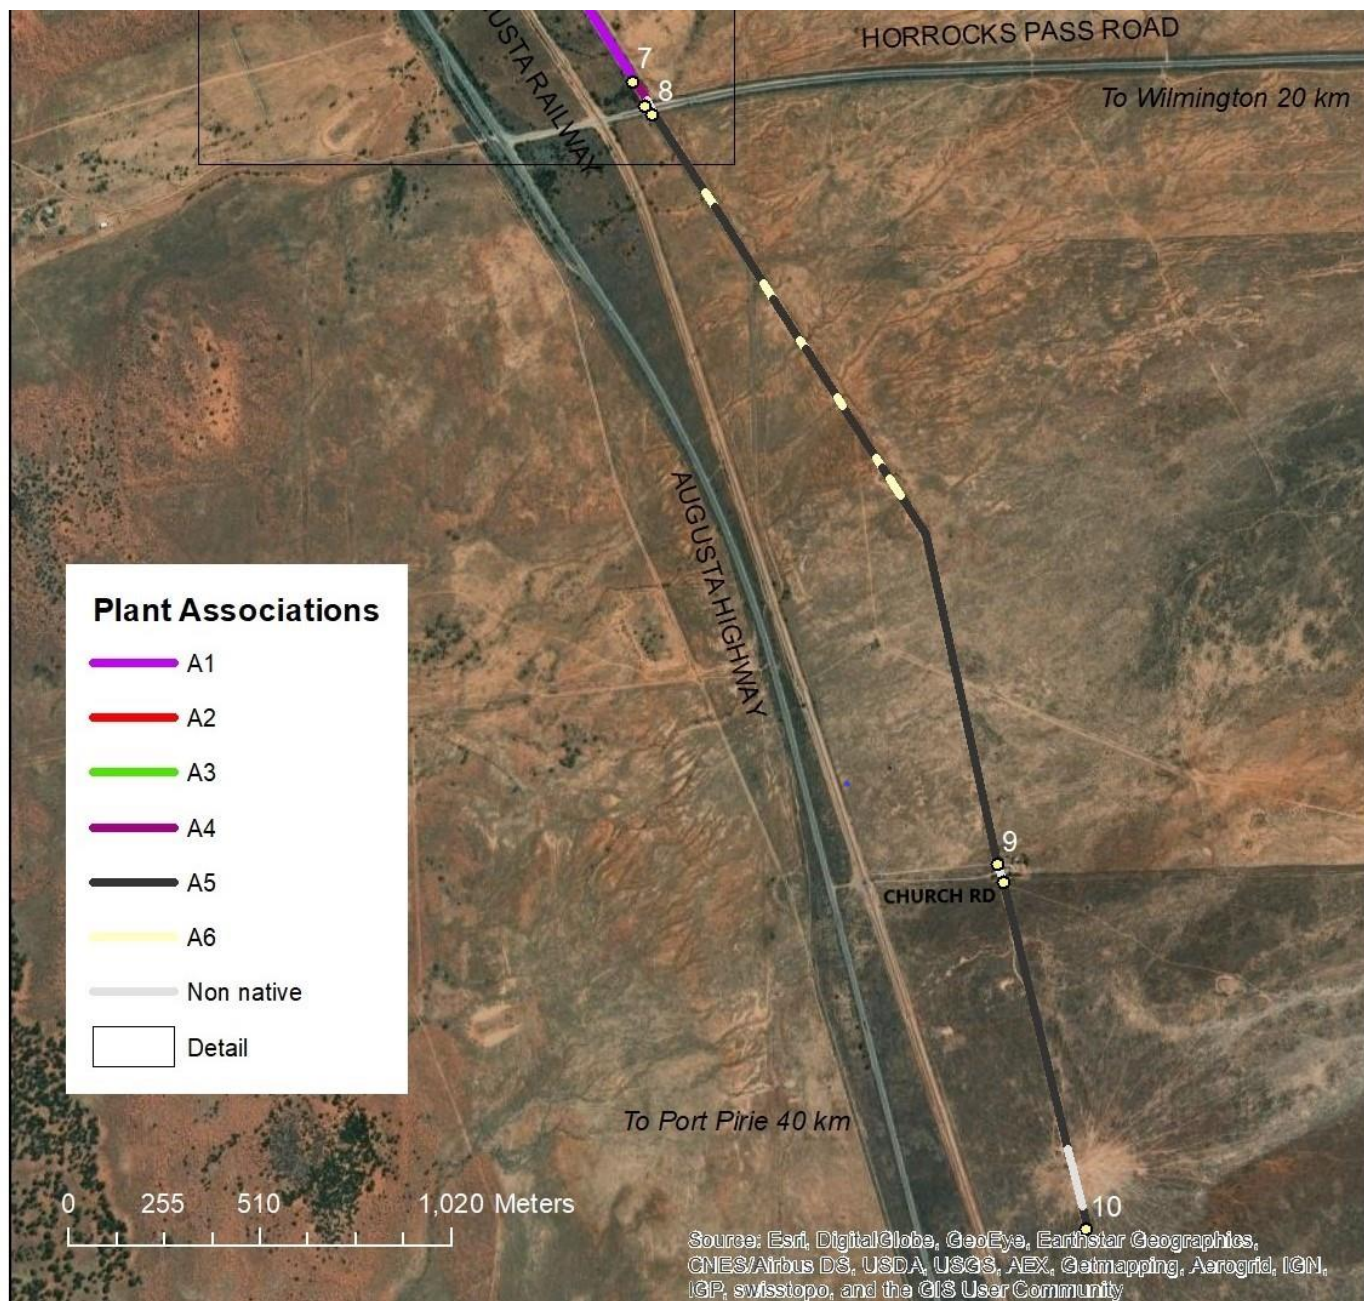 HORROCKS PASS ROAD
To Wilmington 20 km
7
8
USTA RAILWAY
AUGUSTA HIGHWAY
9
CHURCH RD
Plant Associations
A1
A2
A3
A4
A5
A6
Non native
Detail
To Port Pirie 40 km
10
0 255 510 1,020 Meters
Source: Esri, DigitalGlobe, GeoEye, Earthstar Geographics,
CNES/Airbus DS, USDA, USGS, AEX, Getmapping, Aerogrid, IGN,
IGP, swisstopo, and the GIS User Community